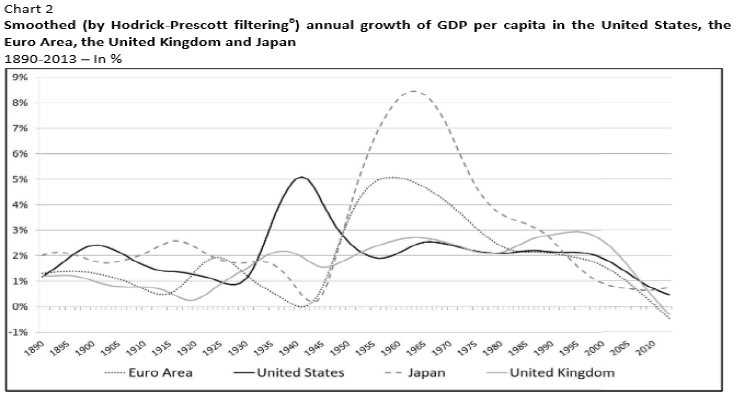 Chart 2
Smoothed (by Hodrick-Prescott filtering⁹) annual growth of GDP per capita in the United States, the
Euro Area, the United Kingdom and Japan
1890-2013 – In %
9%
8%
7%
6%
5%
4%
3%
2%
1%
0%
-1%
1890 1895 1900 1905 1910 1915 1920 1925 1930 1935 1940 1945 1950 1955 1960 1965 1970 1975 1980 1985 1990 1995 2000 2005 2010
Euro Area United States Japan United Kingdom